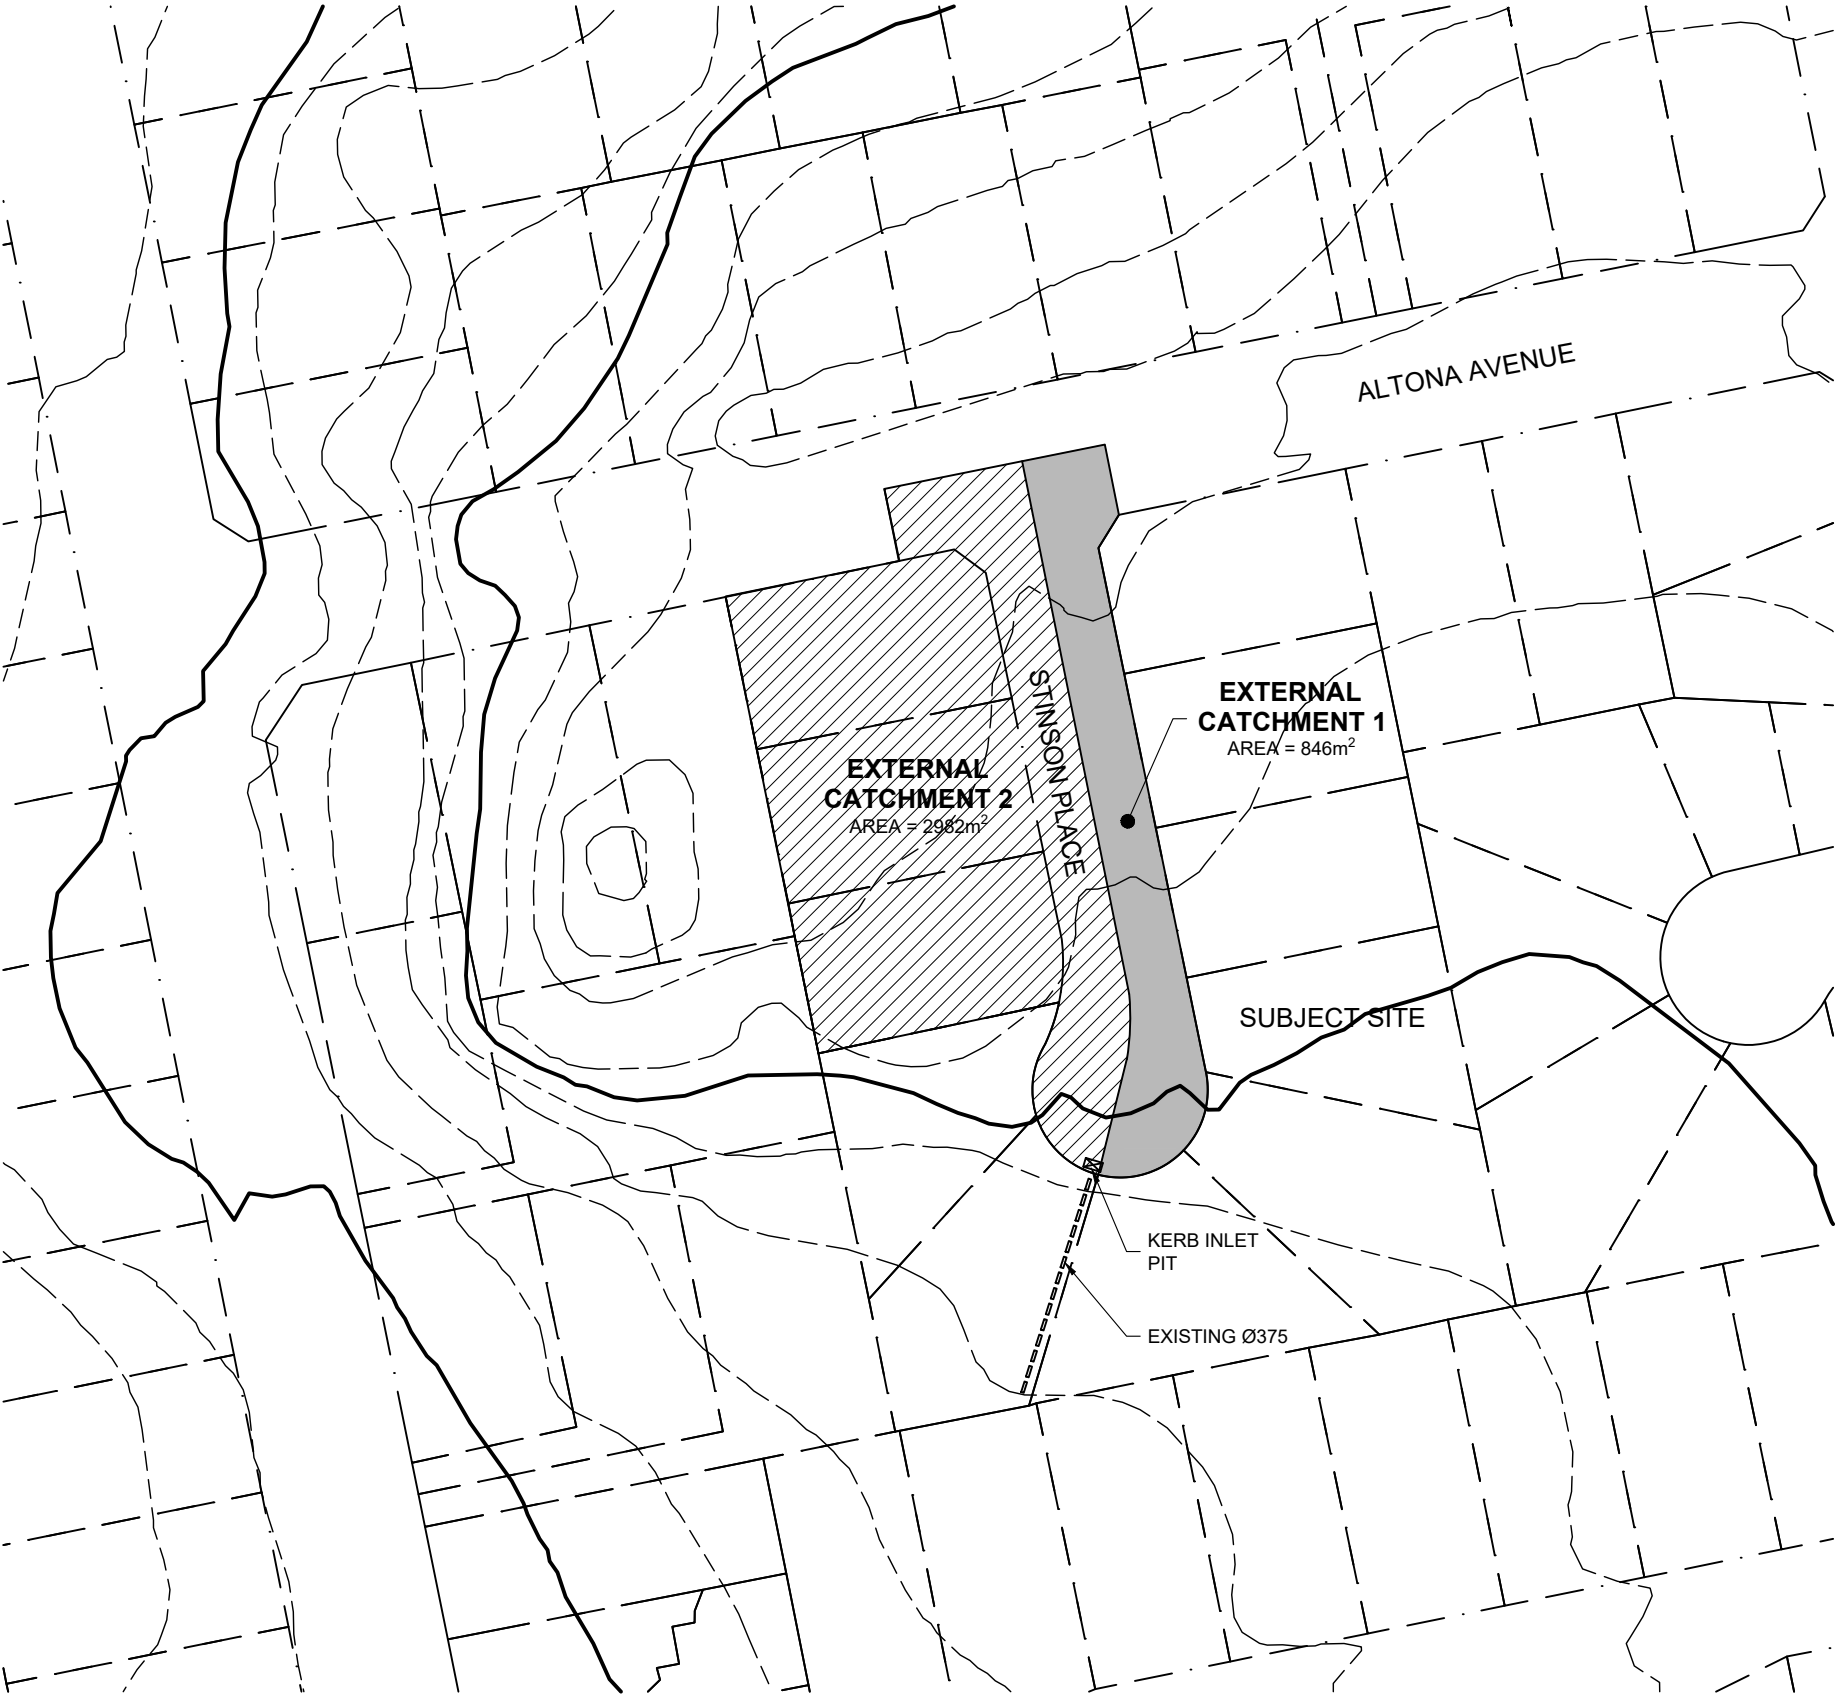 ALTONA AVENUE
EXTERNAL
CATCHMENT 1
AREA = 846m²
STINSON PLACE
EXTERNAL
CATCHMENT 2
AREA = 2982m²
SUBJECT SITE
KERB INLET
PIT
EXISTING Ø375